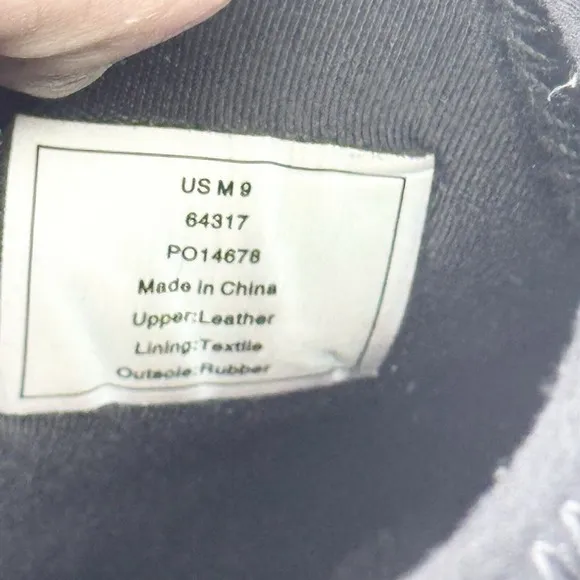 US M 9
64317
PO14678
Made in China
Upper:Leather
Lining:Textile
Outsole:Rubber